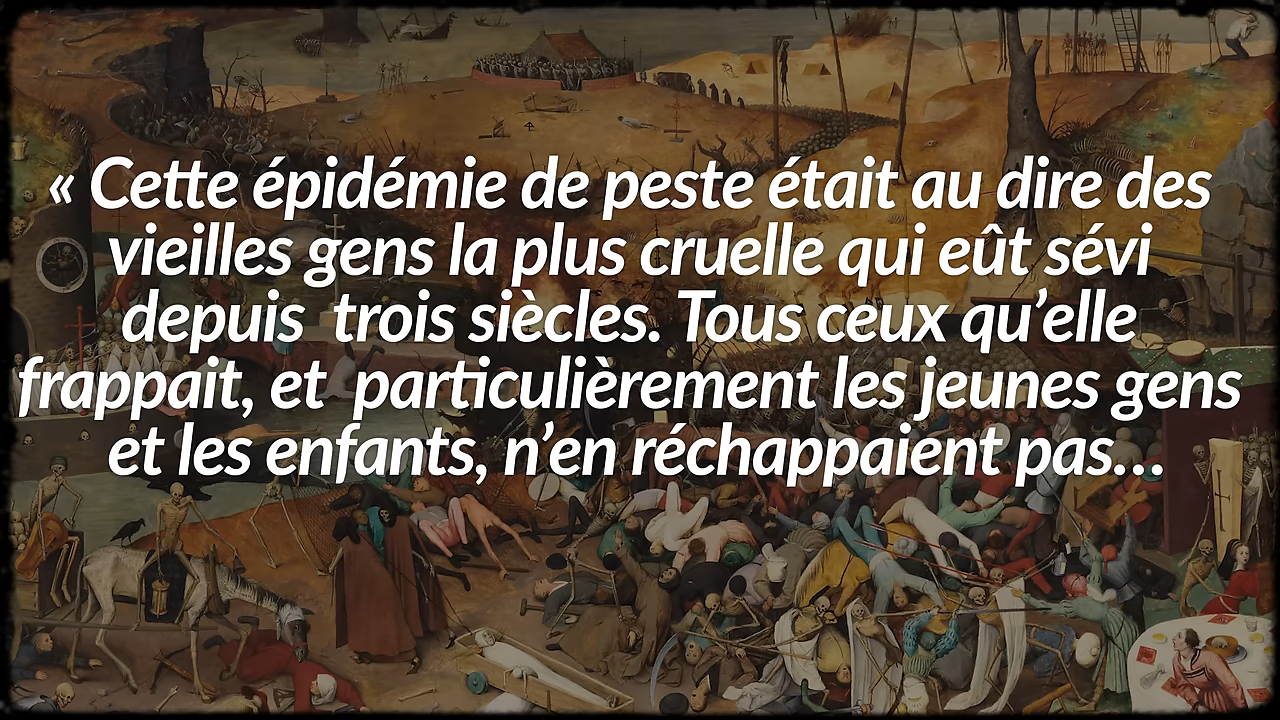 « Cette épidémie de peste était au dire des
vieilles gens la plus cruelle qui eût sévi
depuis  trois siècles. Tous ceux qu’elle
frappait, et  particulièrement les jeunes gens
et les enfants, n’en réchappaient pas…